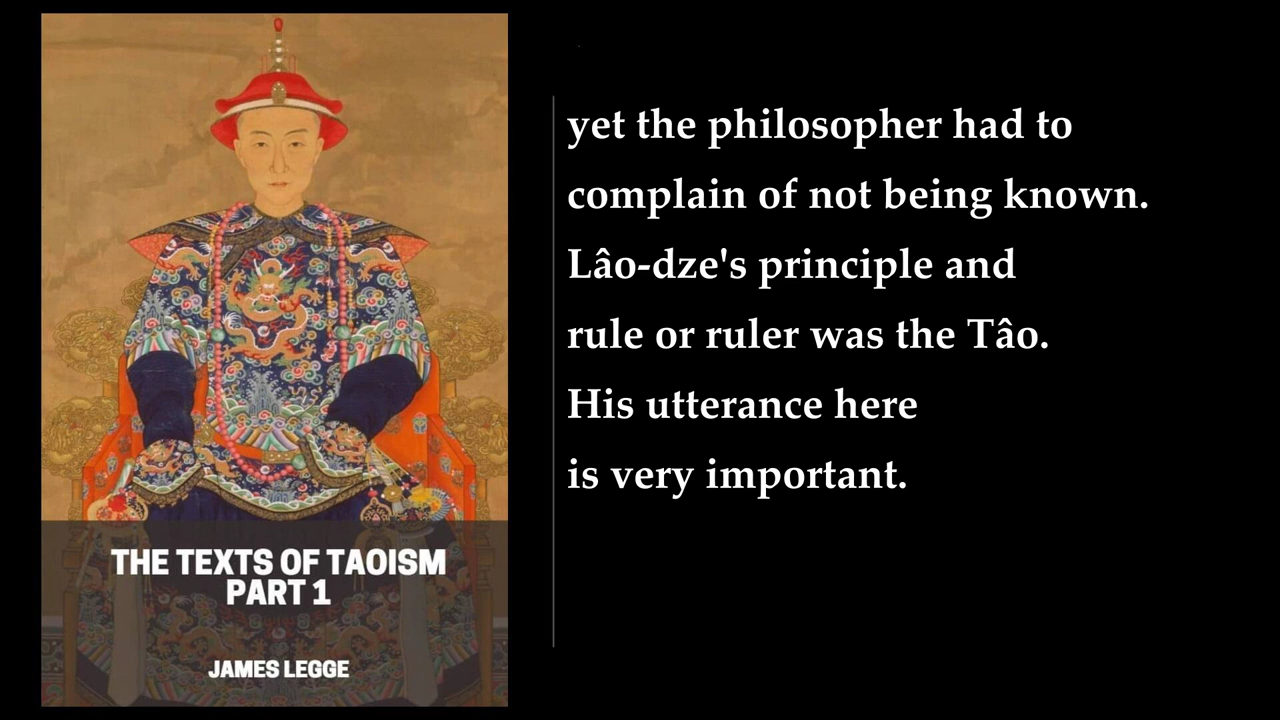 THE TEXTS OF TAOISM
PART 1
JAMES LEGGE
yet the philosopher had to
complain of not being known.
Lâo-dze's principle and
rule or ruler was the Tâo.
His utterance here
is very important.